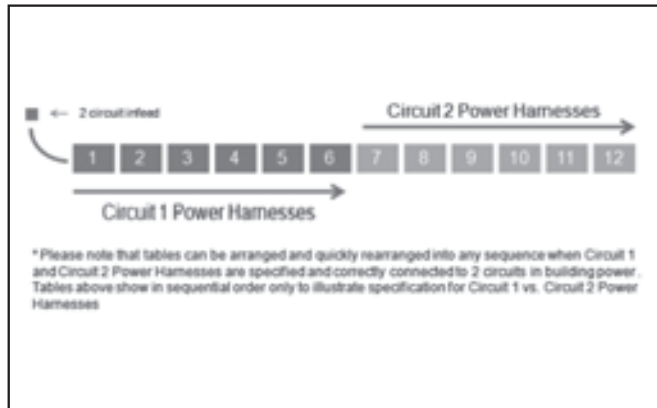 2 circuit infeed
Circuit 2 Power Harnesses
1 2 3 4 5 6 7 8 9 10 11 12
Circuit 1 Power Harnesses
* Please note that tables can be arranged and quickly rearranged into any sequence when Circuit 1
and Circuit 2 Power Harnesses are specified and correctly connected to 2 circuits in building power.
Tables above show in sequential order only to illustrate specification for Circuit 1 vs. Circuit 2 Power
Harnesses